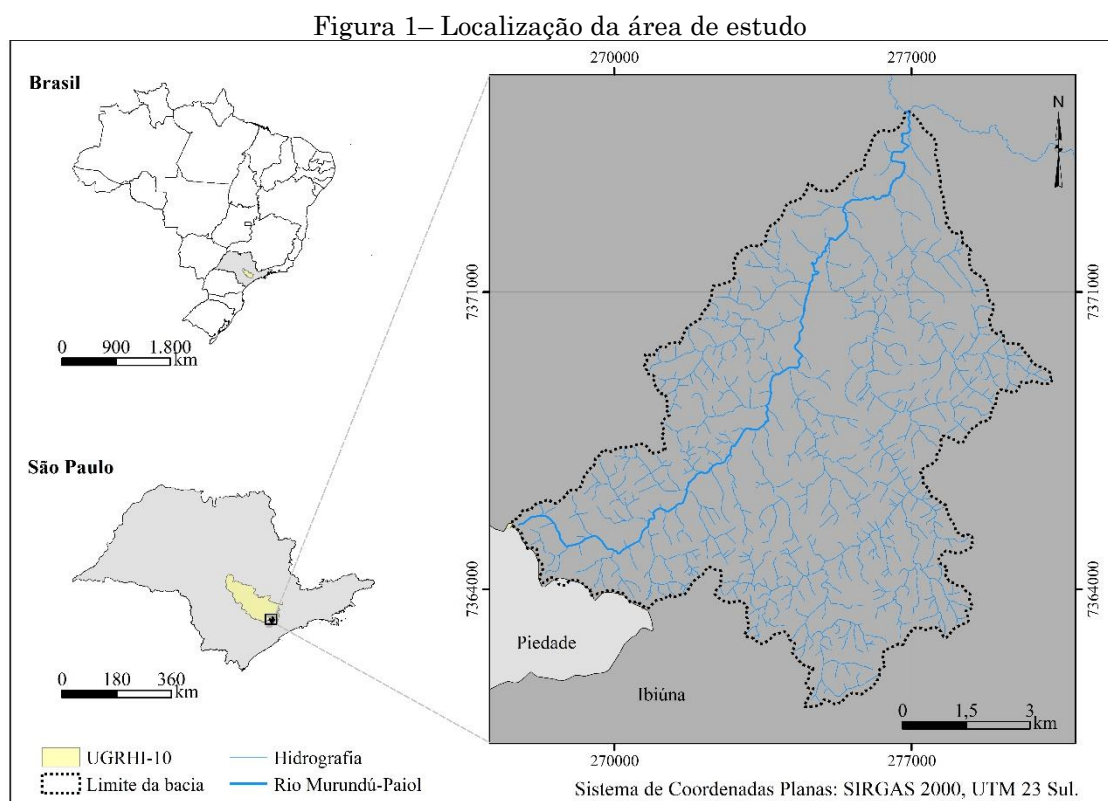 Figura 1– Localização da área de estudo
270000
277000
Brasil
N
7371000
7371000
0 900 1.800
km
São Paulo
7364000
7364000
Piedade
Ibiúna
0 180 360
km
0 1,5 3
km
270000
277000
UGRHI-10
Hidrografia
Limite da bacia
Rio Murundú-Paiol
Sistema de Coordenadas Planas: SIRGAS 2000, UTM 23 Sul.